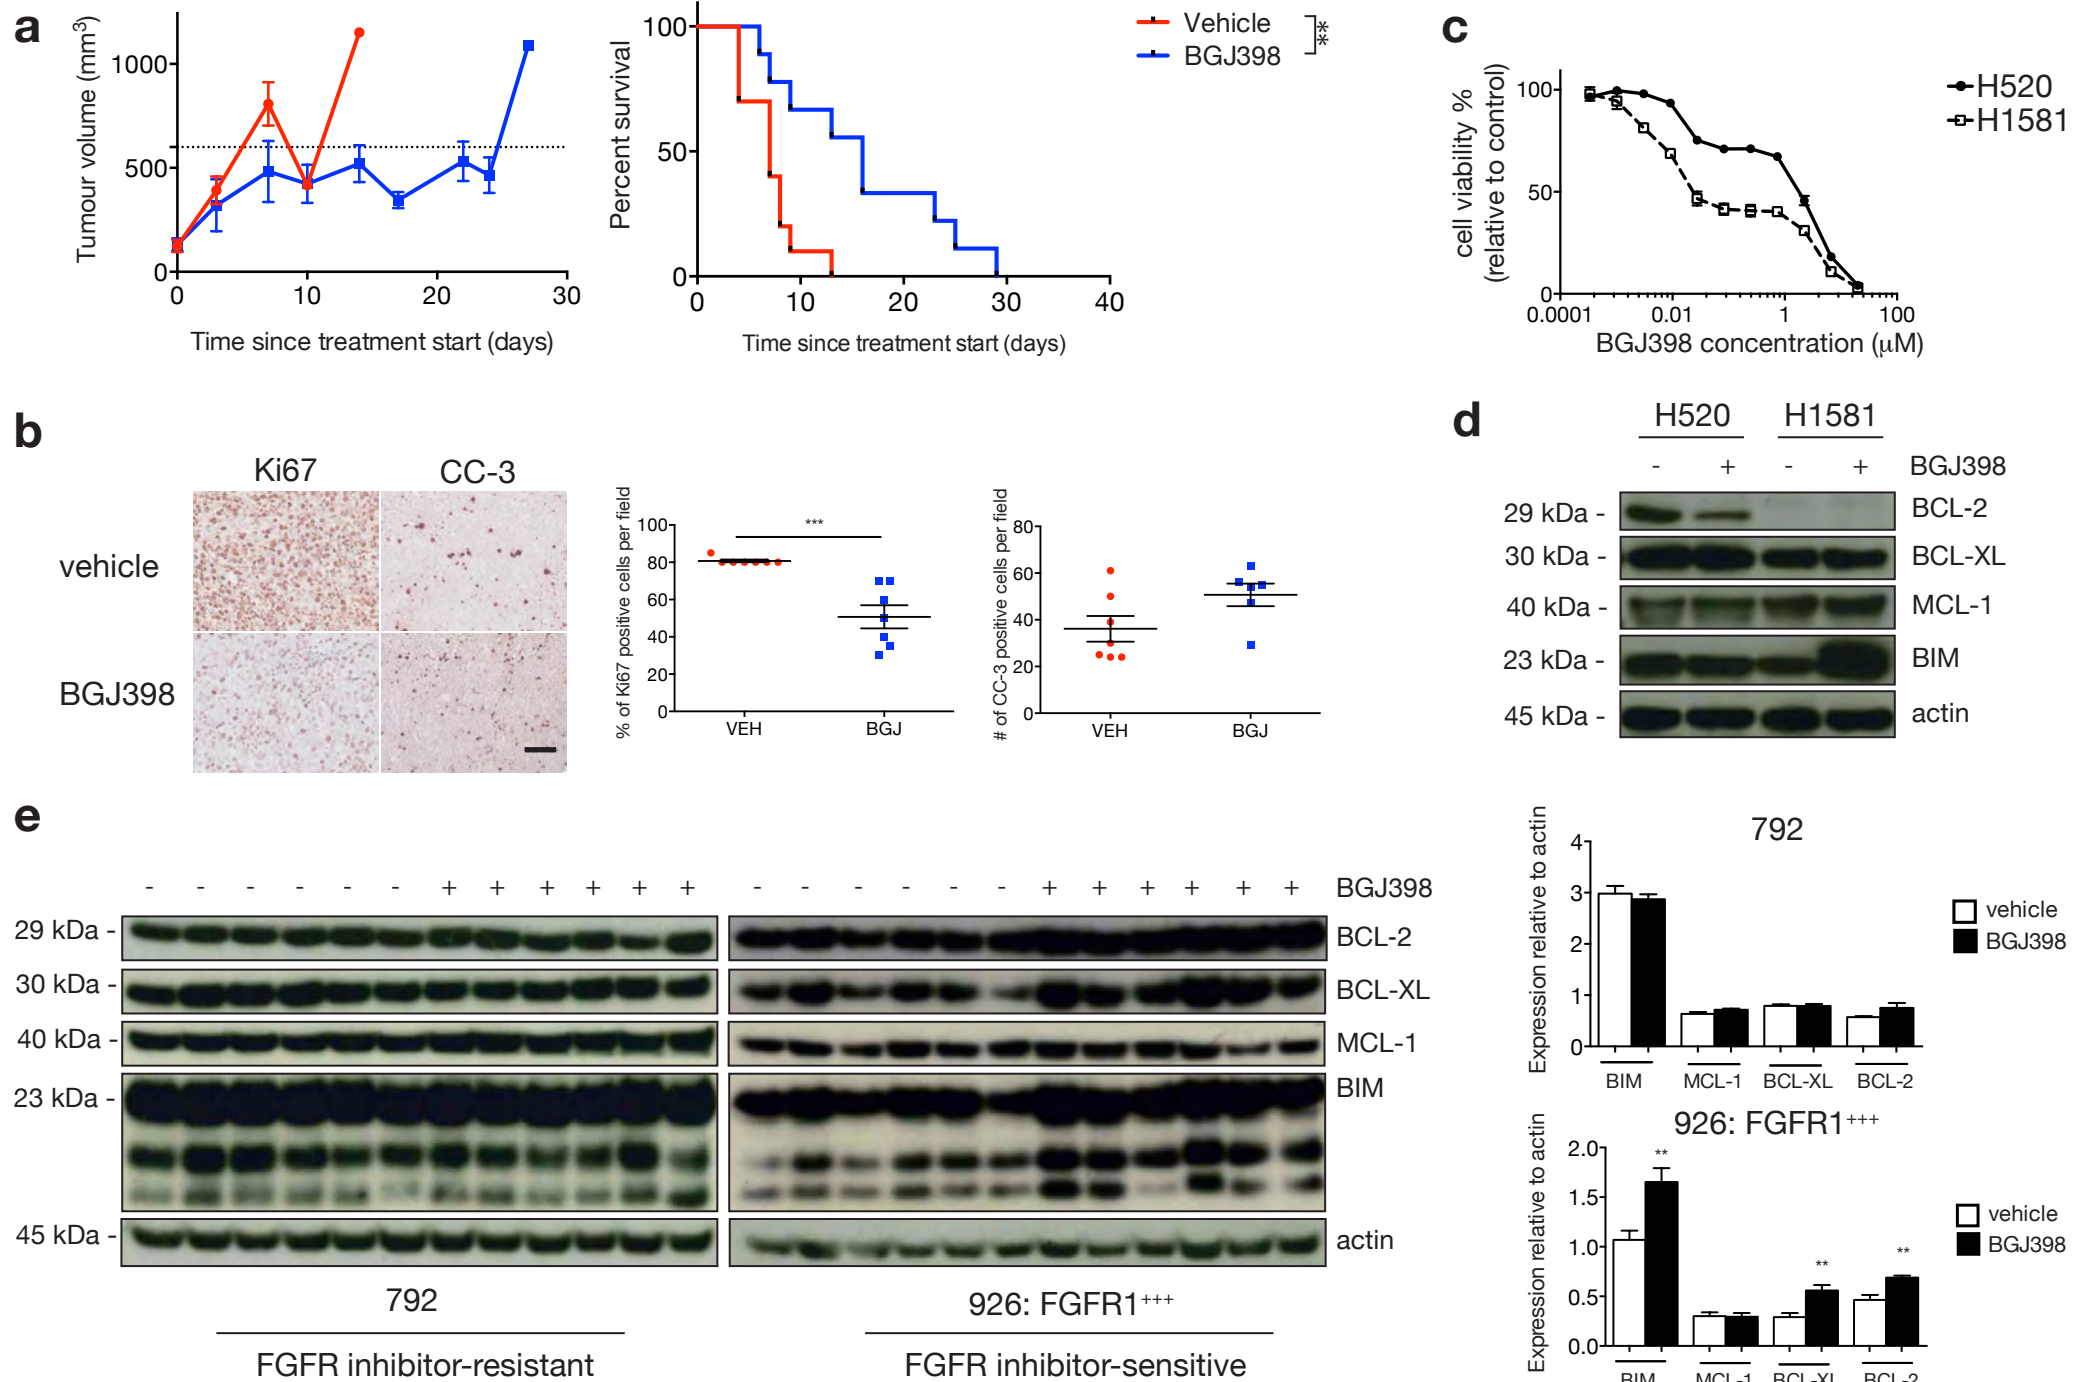 a
Tumour volume (mm³)
1000
500
0
0 10 20 30
Time since treatment start (days)
Percent survival
100
50
0
0 10 20 30 40
Time since treatment start (days)
Vehicle
BGJ398
**
c
cell viability %
(relative to control)
100
50
0
0.0001 0.01 1 100
BGJ398 concentration (μM)
H520
H1581
b
Ki67 CC-3
vehicle
BGJ398
% of Ki67 positive cells per field
100
80
60
40
20
0
***
VEH BGJ
# of CC-3 positive cells per field
80
60
40
20
0
VEH BGJ
d
H520 H1581
- + - + BGJ398
29 kDa - BCL-2
30 kDa - BCL-XL
40 kDa - MCL-1
23 kDa - BIM
45 kDa - actin
e
- - - - - - + + + + + + - - - - - - + + + + + + BGJ398
29 kDa - BCL-2
30 kDa - BCL-XL
40 kDa - MCL-1
23 kDa - BIM
45 kDa - actin
792 926: FGFR1+++
FGFR inhibitor-resistant FGFR inhibitor-sensitive
792
Expression relative to actin
4
3
2
1
0
BIM MCL-1 BCL-XL BCL-2
vehicle
BGJ398
926: FGFR1+++
Expression relative to actin
2.0
1.5
1.0
0.5
0.0
** ** **
BIM MCL-1 BCL-XL BCL-2
vehicle
BGJ398